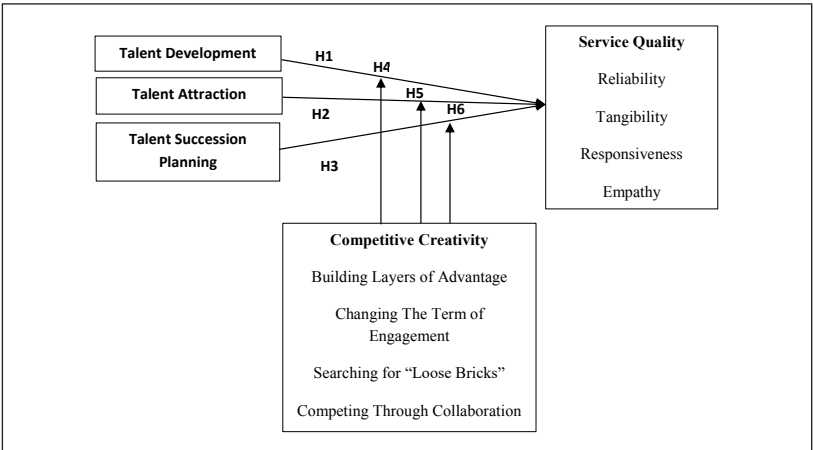 Talent Development
Talent Attraction
Talent Succession
Planning
H1
H4
H5
H2
H6
H3
Service Quality
Reliability
Tangibility
Responsiveness
Empathy
Competitive Creativity
Building Layers of Advantage
Changing The Term of
Engagement
Searching for “Loose Bricks”
Competing Through Collaboration